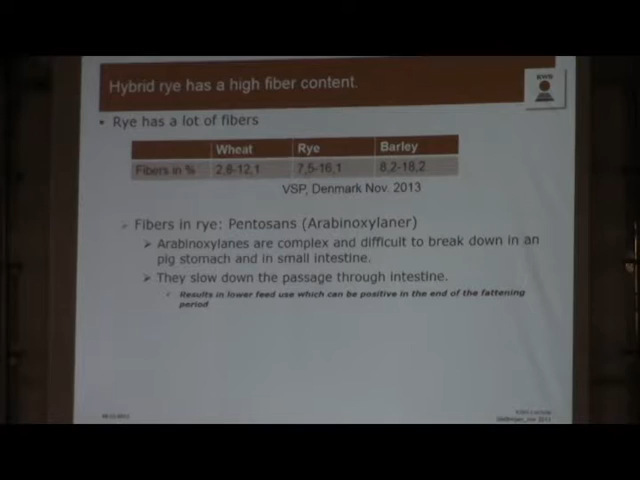 Hybrid rye has a high fiber content.
KWS
• Rye has a lot of fibers
Wheat Rye Barley
Fibers in % 2,8-12,1 7,5-16,1 8,2-18,2
VSP, Denmark Nov. 2013
Fibers in rye: Pentosans (Arabinoxylaner)
➤ Arabinoxylanes are complex and difficult to break down in an
pig stomach and in small intestine.
➤ They slow down the passage through intestine.
✓ Results in lower feed use which can be positive in the end of the fattening
period